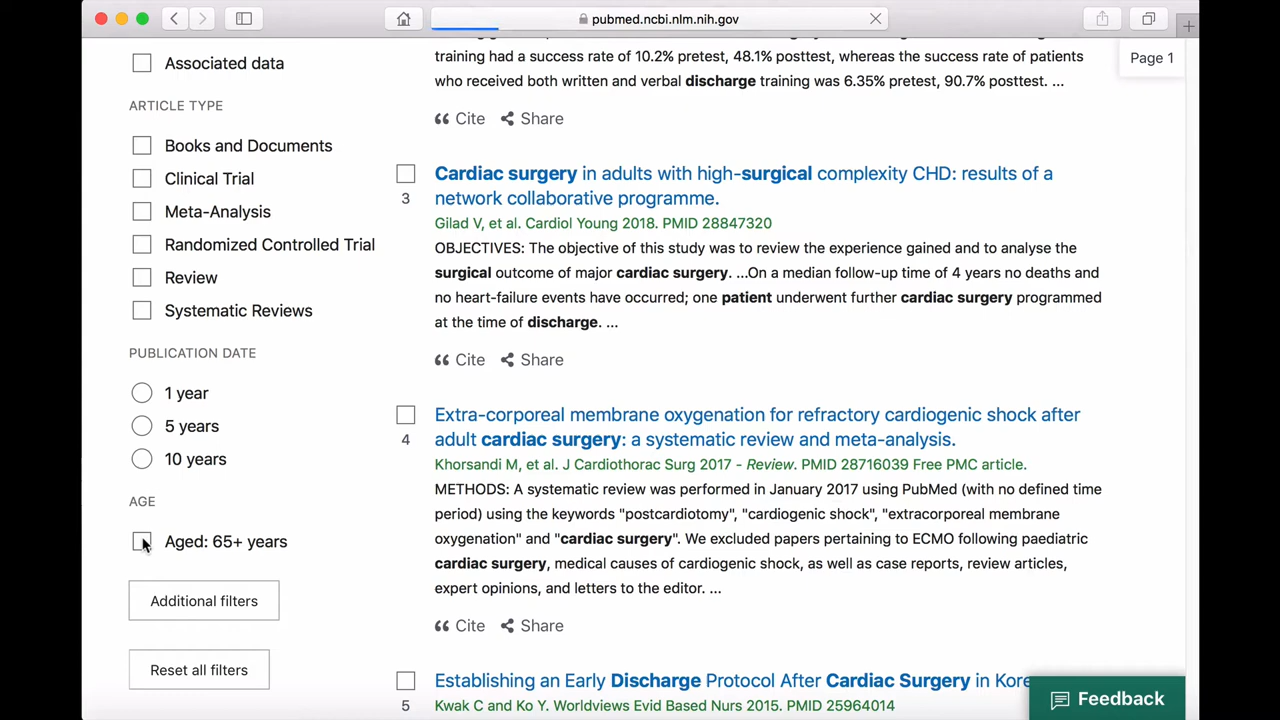 pubmed.ncbi.nlm.nih.gov
Associated data
ARTICLE TYPE
Books and Documents
Clinical Trial
Meta-Analysis
Randomized Controlled Trial
Review
Systematic Reviews
PUBLICATION DATE
1 year
5 years
10 years
AGE
Aged: 65+ years
Additional filters
Reset all filters
training had a success rate of 10.2% pretest, 48.1% posttest, whereas the success rate of patients
who received both written and verbal discharge training was 6.35% pretest, 90.7% posttest. ...
Cite Share
Page 1
Cardiac surgery in adults with high-surgical complexity CHD: results of a
network collaborative programme.
3
Gilad V, et al. Cardiol Young 2018. PMID 28847320
OBJECTIVES: The objective of this study was to review the experience gained and to analyse the
surgical outcome of major cardiac surgery. ...On a median follow-up time of 4 years no deaths and
no heart-failure events have occurred; one patient underwent further cardiac surgery programmed
at the time of discharge. ...
Cite Share
Extra-corporeal membrane oxygenation for refractory cardiogenic shock after
adult cardiac surgery: a systematic review and meta-analysis.
4
Khorsandi M, et al. J Cardiothorac Surg 2017 - Review. PMID 28716039 Free PMC article.
METHODS: A systematic review was performed in January 2017 using PubMed (with no defined time
period) using the keywords "postcardiotomy", "cardiogenic shock", "extracorporeal membrane
oxygenation" and "cardiac surgery". We excluded papers pertaining to ECMO following paediatric
cardiac surgery, medical causes of cardiogenic shock, as well as case reports, review articles,
expert opinions, and letters to the editor. ...
Cite Share
Establishing an Early Discharge Protocol After Cardiac Surgery in
5
Kwak C and Ko Y. Worldviews Evid Based Nurs 2015. PMID 25964014
Feedback